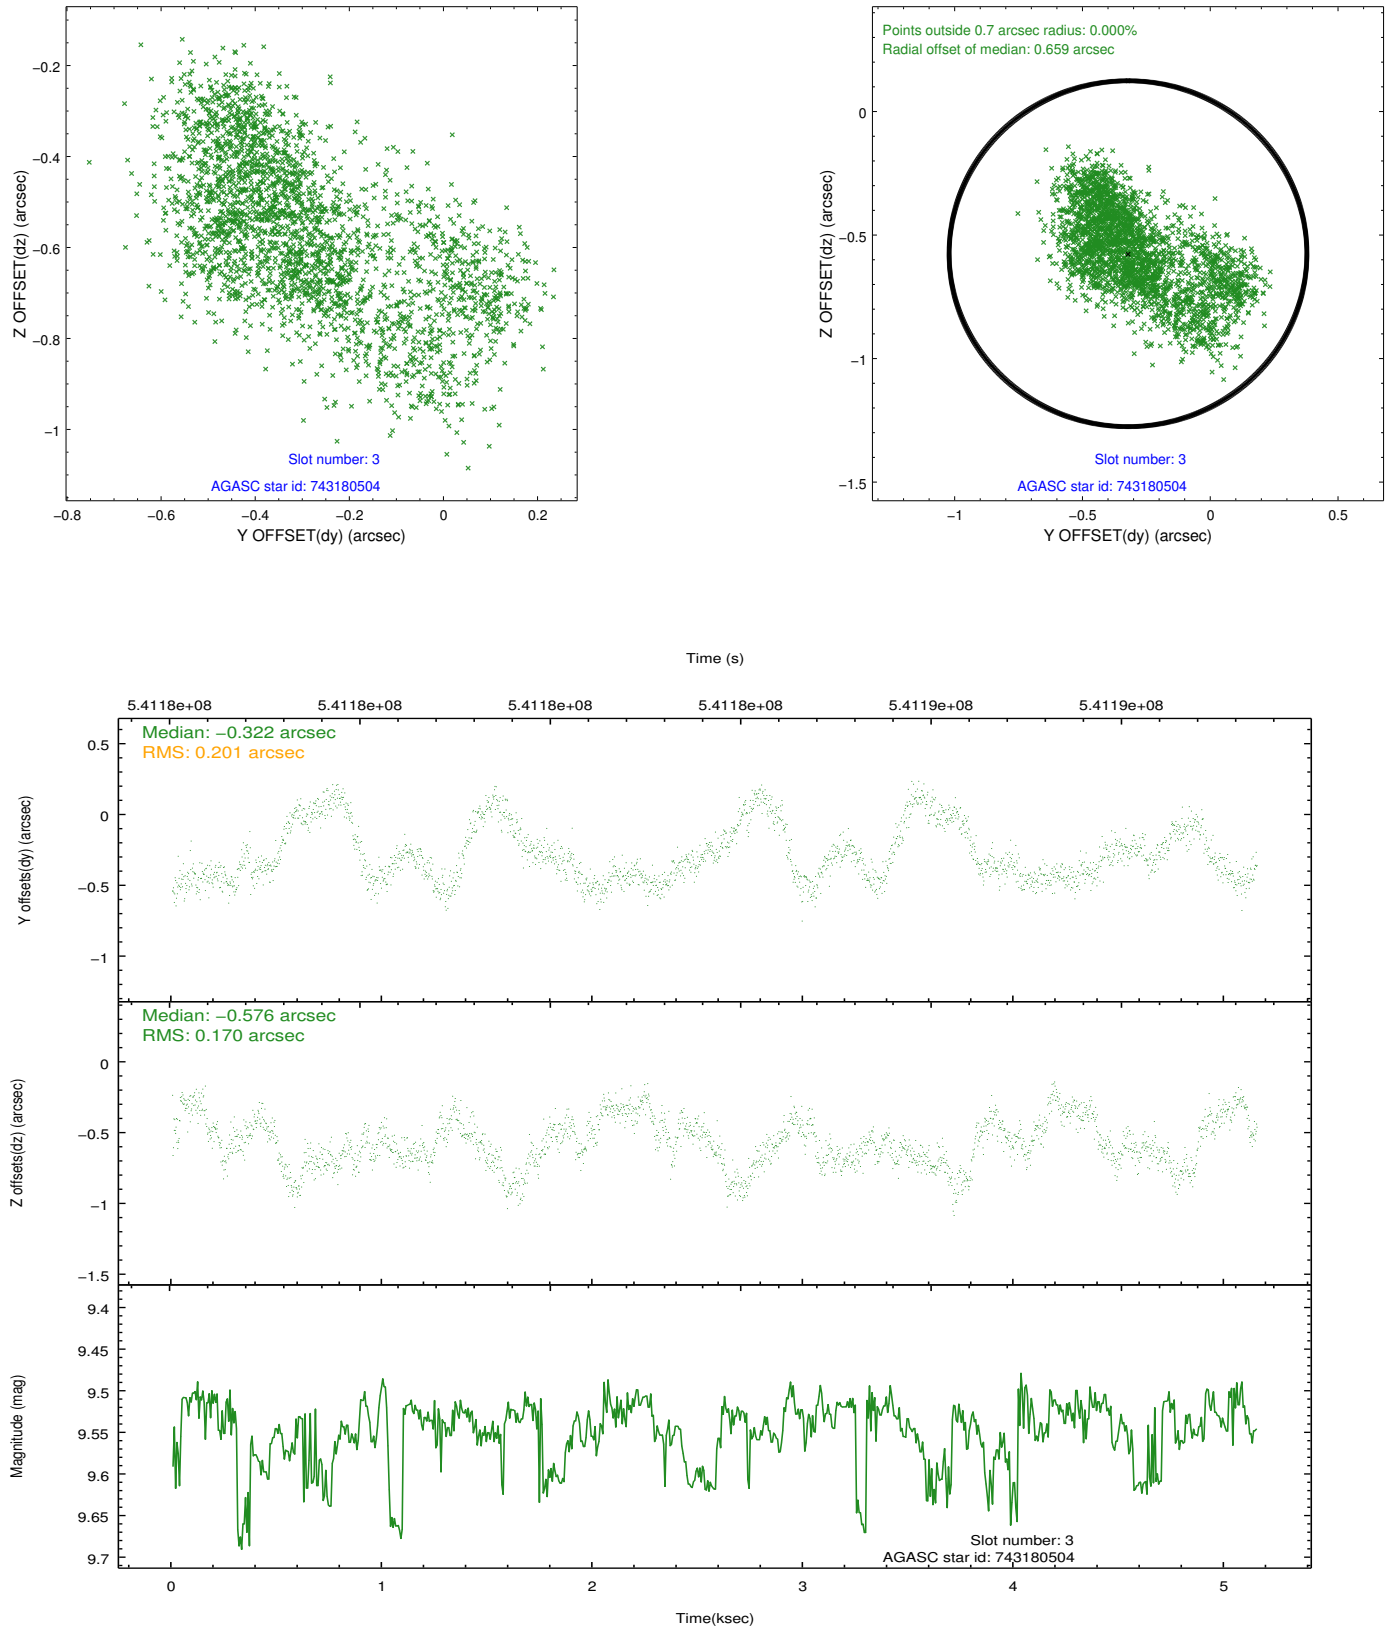 −0.2
−0.4
−0.6
−0.8
−1
Z OFFSET(dz) (arcsec)
Slot number: 3
AGASC star id: 743180504
−0.8 −0.6 −0.4 −0.2 0 0.2
Y OFFSET(dy) (arcsec)
Points outside 0.7 arcsec radius: 0.000%
Radial offset of median: 0.659 arcsec
0
−0.5
−1
−1.5
Z OFFSET(dz) (arcsec)
Slot number: 3
AGASC star id: 743180504
−1 −0.5 0 0.5
Y OFFSET(dy) (arcsec)
Time (s)
5.4118e+08 5.4118e+08 5.4118e+08 5.4118e+08 5.4119e+08 5.4119e+08
Median: −0.322 arcsec
RMS: 0.201 arcsec
0.5
0
−0.5
−1
Y offsets(dy) (arcsec)
Median: −0.576 arcsec
RMS: 0.170 arcsec
0
−0.5
−1
−1.5
Z offsets(dz) (arcsec)
9.4
9.45
9.5
9.55
9.6
9.65
9.7
Magnitude (mag)
Slot number: 3
AGASC star id: 743180504
0 1 2 3 4 5
Time(ksec)